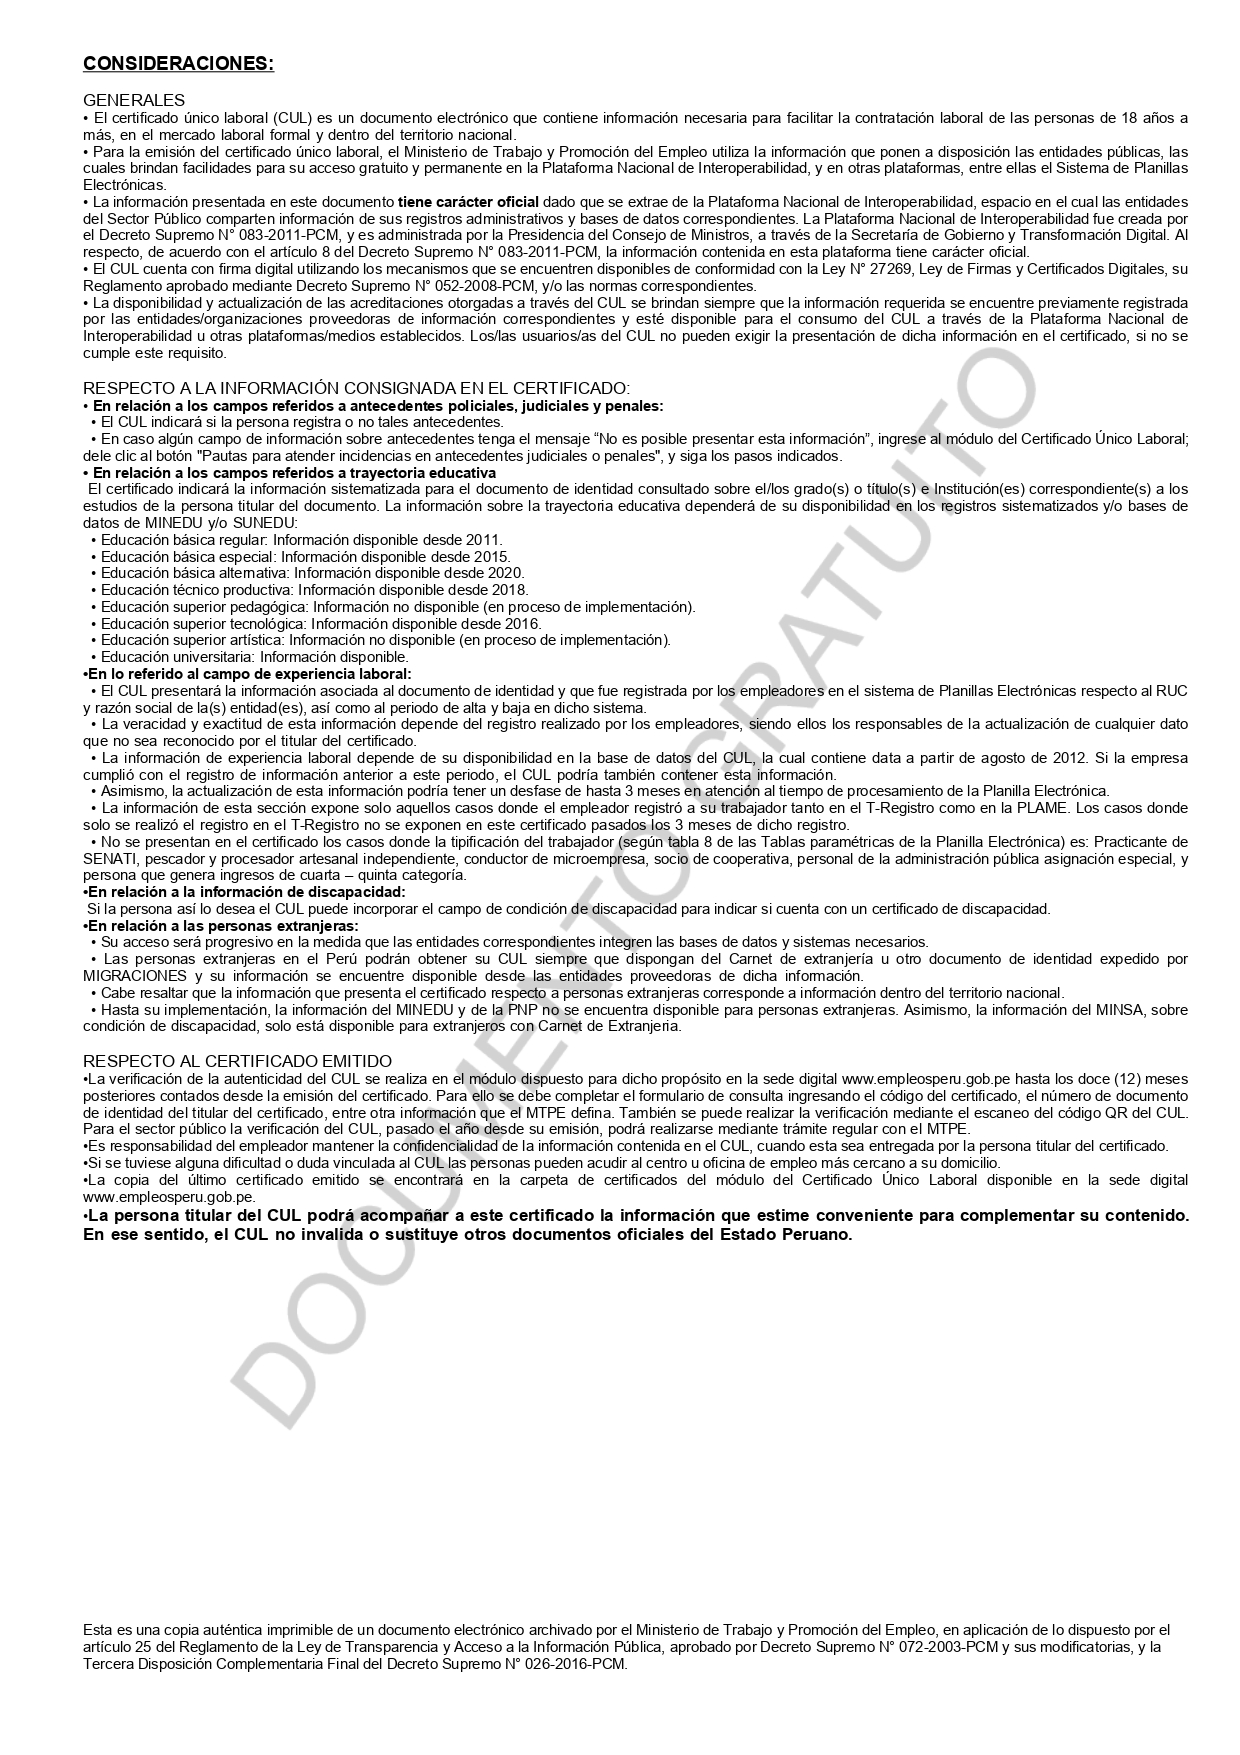 CONSIDERACIONES:
GENERALES
• El certificado único laboral (CUL) es un documento electrónico que contiene información necesaria para facilitar la contratación laboral de las personas de 18 años a
más, en el mercado laboral formal y dentro del territorio nacional.
• Para la emisión del certificado único laboral, el Ministerio de Trabajo y Promoción del Empleo utiliza la información que ponen a disposición las entidades públicas, las
cuales brindan facilidades para su acceso gratuito y permanente en la Plataforma Nacional de Interoperabilidad, y en otras plataformas, entre ellas el Sistema de Planillas
Electrónicas.
• La información presentada en este documento tiene carácter oficial dado que se extrae de la Plataforma Nacional de Interoperabilidad, espacio en el cual las entidades
del Sector Público comparten información de sus registros administrativos y bases de datos correspondientes. La Plataforma Nacional de Interoperabilidad fue creada por
el Decreto Supremo N° 083-2011-PCM, y es administrada por la Presidencia del Consejo de Ministros, a través de la Secretaría de Gobierno y Transformación Digital. Al
respecto, de acuerdo con el artículo 8 del Decreto Supremo N° 083-2011-PCM, la información contenida en esta plataforma tiene carácter oficial.
• El CUL cuenta con firma digital utilizando los mecanismos que se encuentren disponibles de conformidad con la Ley N° 27269, Ley de Firmas y Certificados Digitales, su
Reglamento aprobado mediante Decreto Supremo N° 052-2008-PCM, y/o las normas correspondientes.
• La disponibilidad y actualización de las acreditaciones otorgadas a través del CUL se brindan siempre que la información requerida se encuentre previamente registrada
por las entidades/organizaciones proveedoras de información correspondientes y esté disponible para el consumo del CUL a través de la Plataforma Nacional de
Interoperabilidad u otras plataformas/medios establecidos. Los/las usuarios/as del CUL no pueden exigir la presentación de dicha información en el certificado, si no se
cumple este requisito.
RESPECTO A LA INFORMACIÓN CONSIGNADA EN EL CERTIFICADO:
• En relación a los campos referidos a antecedentes policiales, judiciales y penales:
• El CUL indicará si la persona registra o no tales antecedentes.
• En caso algún campo de información sobre antecedentes tenga el mensaje “No es posible presentar esta información”, ingrese al módulo del Certificado Único Laboral;
dele clic al botón "Pautas para atender incidencias en antecedentes judiciales o penales", y siga los pasos indicados.
• En relación a los campos referidos a trayectoria educativa
El certificado indicará la información sistematizada para el documento de identidad consultado sobre el/los grado(s) o título(s) e Institución(es) correspondiente(s) a los
estudios de la persona titular del documento. La información sobre la trayectoria educativa dependerá de su disponibilidad en los registros sistematizados y/o bases de
datos de MINEDU y/o SUNEDU:
• Educación básica regular: Información disponible desde 2011.
• Educación básica especial: Información disponible desde 2015.
• Educación básica alternativa: Información disponible desde 2020.
• Educación técnico productiva: Información disponible desde 2018.
• Educación superior pedagógica: Información no disponible (en proceso de implementación).
• Educación superior tecnológica: Información disponible desde 2016.
• Educación superior artística: Información no disponible (en proceso de implementación).
• Educación universitaria: Información disponible.
•En lo referido al campo de experiencia laboral:
• El CUL presentará la información asociada al documento de identidad y que fue registrada por los empleadores en el sistema de Planillas Electrónicas respecto al RUC
y razón social de la(s) entidad(es), así como al periodo de alta y baja en dicho sistema.
• La veracidad y exactitud de esta información depende del registro realizado por los empleadores, siendo ellos los responsables de la actualización de cualquier dato
que no sea reconocido por el titular del certificado.
• La información de experiencia laboral depende de su disponibilidad en la base de datos del CUL, la cual contiene data a partir de agosto de 2012. Si la empresa
cumplió con el registro de información anterior a este periodo, el CUL podría también contener esta información.
• Asimismo, la actualización de esta información podría tener un desfase de hasta 3 meses en atención al tiempo de procesamiento de la Planilla Electrónica.
• La información de esta sección expone solo aquellos casos donde el empleador registró a su trabajador tanto en el T-Registro como en la PLAME. Los casos donde
solo se realizó el registro en el T-Registro no se exponen en este certificado pasados los 3 meses de dicho registro.
• No se presentan en el certificado los casos donde la tipificación del trabajador (según tabla 8 de las Tablas paramétricas de la Planilla Electrónica) es: Practicante de
SENATI, pescador y procesador artesanal independiente, conductor de microempresa, socio de cooperativa, personal de la administración pública asignación especial, y
persona que genera ingresos de cuarta – quinta categoría.
•En relación a la información de discapacidad:
Si la persona así lo desea el CUL puede incorporar el campo de condición de discapacidad para indicar si cuenta con un certificado de discapacidad.
•En relación a las personas extranjeras:
• Su acceso será progresivo en la medida que las entidades correspondientes integren las bases de datos y sistemas necesarios.
• Las personas extranjeras en el Perú podrán obtener su CUL siempre que dispongan del Carnet de extranjería u otro documento de identidad expedido por
MIGRACIONES y su información se encuentre disponible desde las entidades proveedoras de dicha información.
• Cabe resaltar que la información que presenta el certificado respecto a personas extranjeras corresponde a información dentro del territorio nacional.
• Hasta su implementación, la información del MINEDU y de la PNP no se encuentra disponible para personas extranjeras. Asimismo, la información del MINSA, sobre
condición de discapacidad, solo está disponible para extranjeros con Carnet de Extranjeria.
RESPECTO AL CERTIFICADO EMITIDO
•La verificación de la autenticidad del CUL se realiza en el módulo dispuesto para dicho propósito en la sede digital www.empleosperu.gob.pe hasta los doce (12) meses
posteriores contados desde la emisión del certificado. Para ello se debe completar el formulario de consulta ingresando el código del certificado, el número de documento
de identidad del titular del certificado, entre otra información que el MTPE defina. También se puede realizar la verificación mediante el escaneo del código QR del CUL.
Para el sector público la verificación del CUL, pasado el año desde su emisión, podrá realizarse mediante trámite regular con el MTPE.
•Es responsabilidad del empleador mantener la confidencialidad de la información contenida en el CUL, cuando esta sea entregada por la persona titular del certificado.
•Si se tuviese alguna dificultad o duda vinculada al CUL las personas pueden acudir al centro u oficina de empleo más cercano a su domicilio.
•La copia del último certificado emitido se encontrará en la carpeta de certificados del módulo del Certificado Único Laboral disponible en la sede digital
www.empleosperu.gob.pe.
•La persona titular del CUL podrá acompañar a este certificado la información que estime conveniente para complementar su contenido.
En ese sentido, el CUL no invalida o sustituye otros documentos oficiales del Estado Peruano.
DOCUMENTO GRATUITO
Esta es una copia auténtica imprimible de un documento electrónico archivado por el Ministerio de Trabajo y Promoción del Empleo, en aplicación de lo dispuesto por el
artículo 25 del Reglamento de la Ley de Transparencia y Acceso a la Información Pública, aprobado por Decreto Supremo N° 072-2003-PCM y sus modificatorias, y la
Tercera Disposición Complementaria Final del Decreto Supremo N° 026-2016-PCM.